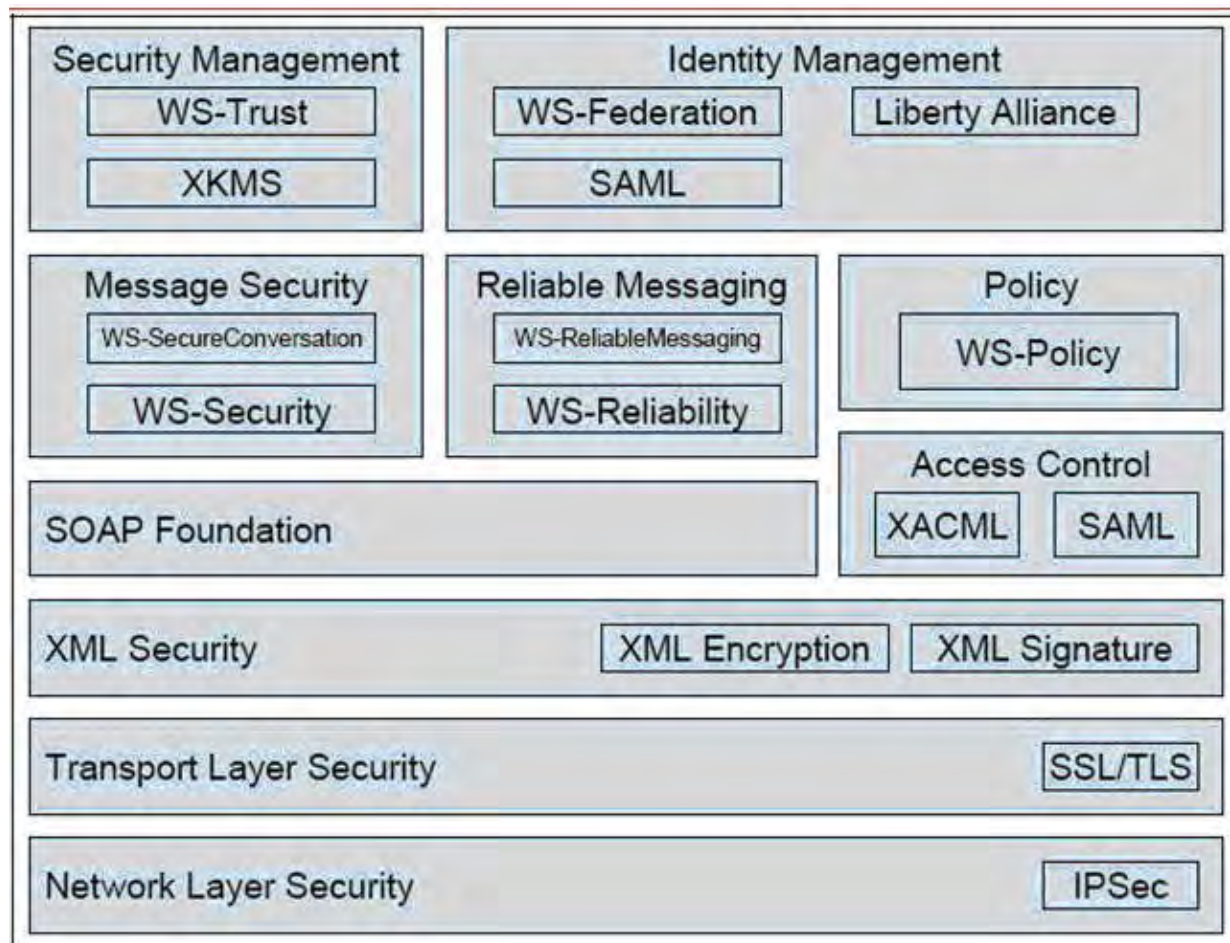 Security Management
WS-Trust
XKMS
Identity Management
WS-Federation
Liberty Alliance
SAML
Message Security
WS-SecureConversation
WS-Security
Reliable Messaging
WS-ReliableMessaging
WS-Reliability
Policy
WS-Policy
Access Control
XACML
SAML
SOAP Foundation
XML Security
XML Encryption
XML Signature
Transport Layer Security
SSL/TLS
Network Layer Security
IPSec